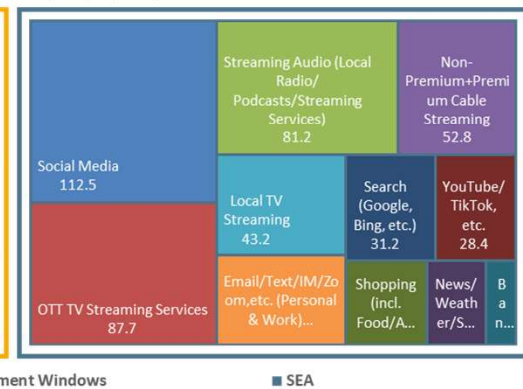 Social Media
112.5
OTT TV Streaming Services
87.7
Streaming Audio (Local
Radio/
Podcasts/Streaming
Services)
81.2
Non-
Premium+Premi
um Cable
Streaming
52.8
Local TV
Streaming
43.2
Search
(Google,
Bing, etc.)
31.2
YouTube/
TikTok,
etc.
28.4
Email/Text/IM/Zo
om,etc. (Personal
& Work)...
Shopping
(incl.
Food/A...
News/
Weath
er/S...
B
a
n...
ment Windows
SEA